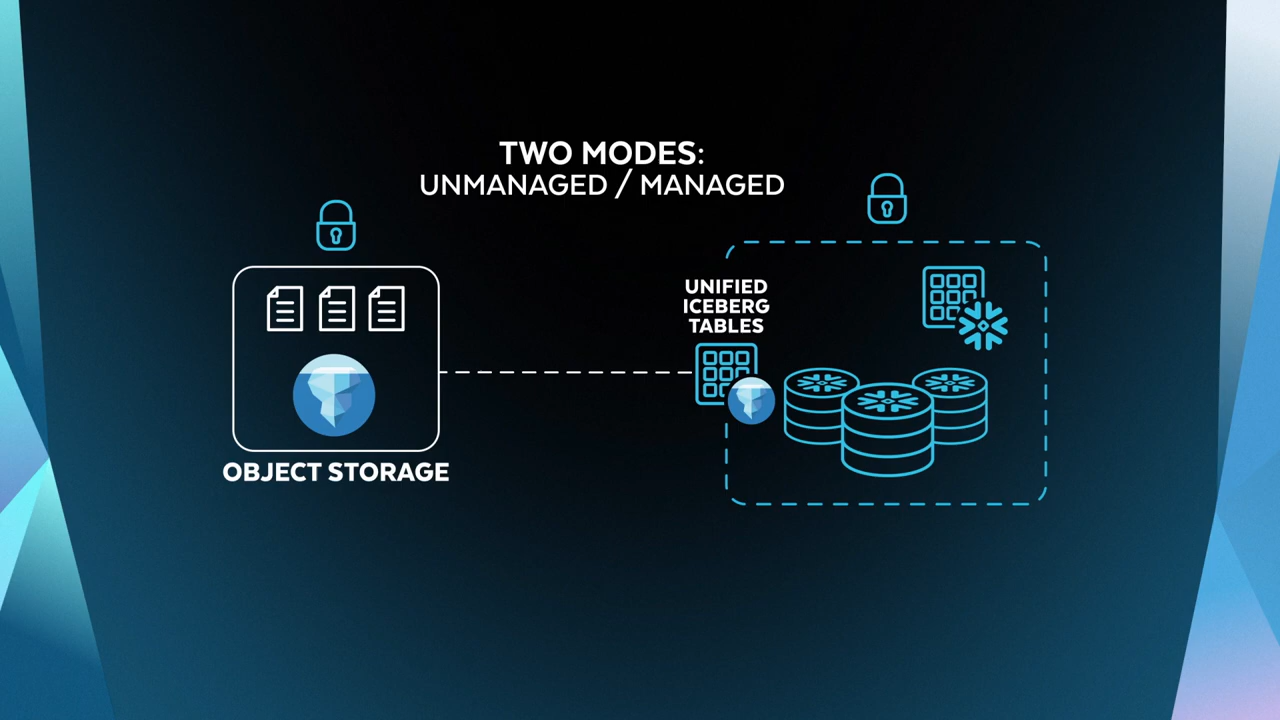 TWO MODES:
UNMANAGED / MANAGED
UNIFIED
ICEBERG
TABLES
OBJECT STORAGE